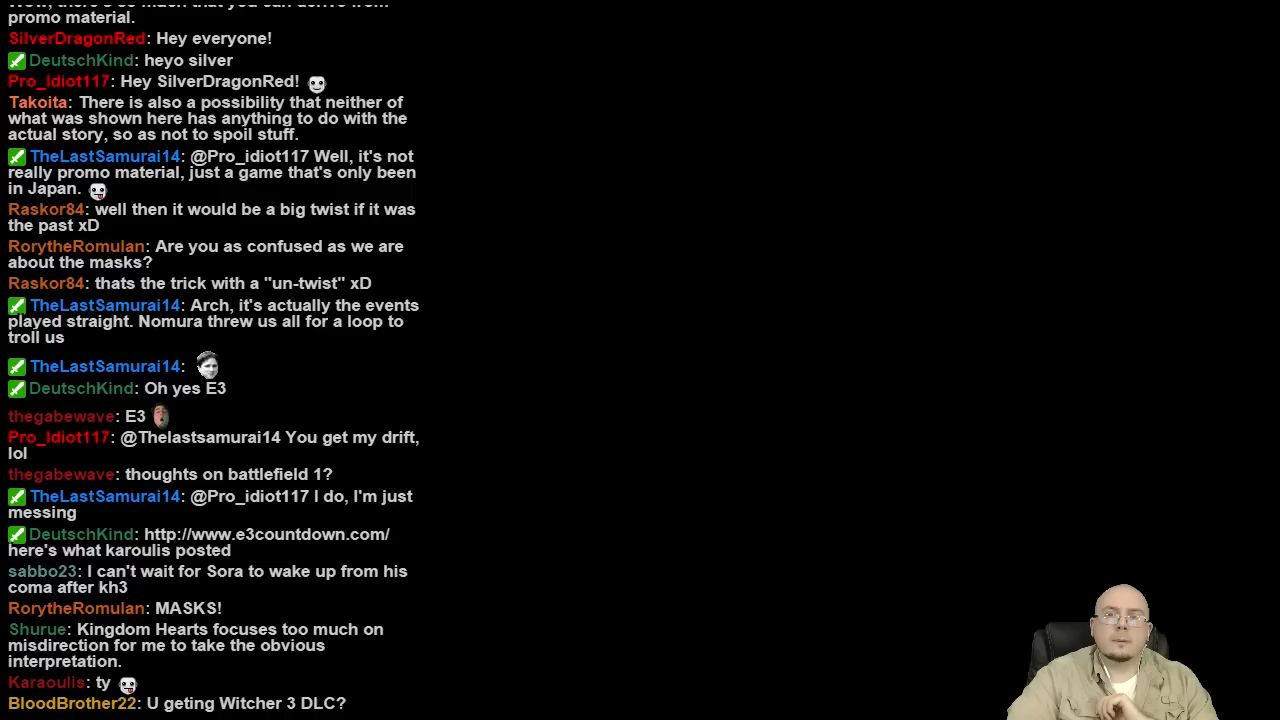 Wow, there's so much that you can derive from
promo material.
SilverDragonRed: Hey everyone!
DeutschKind: heyo silver
Pro_Idiot117: Hey SilverDragonRed!
Takoita: There is also a possibility that neither of
what was shown here has anything to do with the
actual story, so as not to spoil stuff.
TheLastSamurai14: @Pro_idiot117 Well, it's not
really promo material, just a game that's only been
in Japan.
Raskor84: well then it would be a big twist if it was
the past xD
RorytheRomulan: Are you as confused as we are
about the masks?
Raskor84: thats the trick with a "un-twist" xD
TheLastSamurai14: Arch, it's actually the events
played straight. Nomura threw us all for a loop to
troll us
TheLastSamurai14:
DeutschKind: Oh yes E3
thegabewave: E3
Pro_Idiot117: @Thelastsamurai14 You get my drift,
lol
thegabewave: thoughts on battlefield 1?
TheLastSamurai14: @Pro_idiot117 I do, I'm just
messing
DeutschKind: http://www.e3countdown.com/
here's what karoulis posted
sabbo23: I can't wait for Sora to wake up from his
coma after kh3
RorytheRomulan: MASKS!
Shurue: Kingdom Hearts focuses too much on
misdirection for me to take the obvious
interpretation.
Karaoulis: ty
BloodBrother22: U geting Witcher 3 DLC?